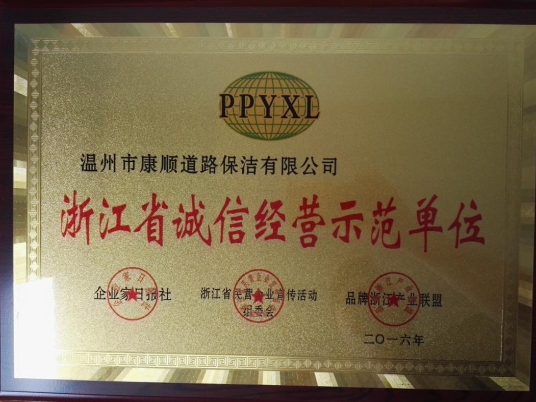 PPYXL
温州市康顺道路保洁有限公司
浙江省诚信经营示范单位
企业家日报社 浙江省民营企业宣传活动 品牌浙江产业联盟
组委会
二〇一六年